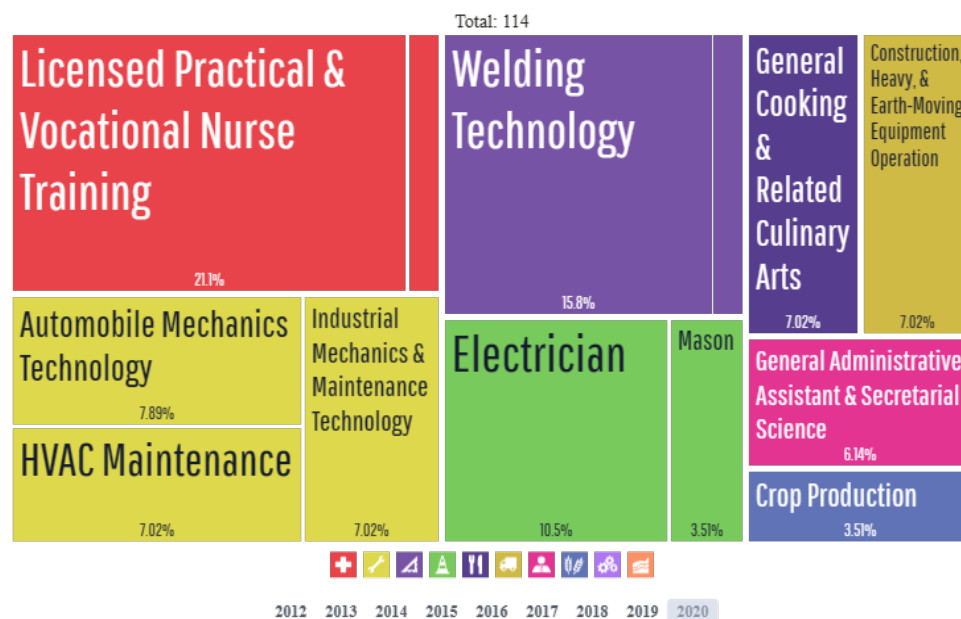 Total: 114
Licensed Practical &
Vocational Nurse
Training
21.1%
Welding
Technology
15.8%
General
Cooking
&
Related
Culinary
Arts
7.02%
Construction,
Heavy, &
Earth-Moving
Equipment
Operation
7.02%
Automobile Mechanics
Technology
7.89%
Industrial
Mechanics &
Maintenance
Technology
7.02%
HVAC Maintenance
7.02%
Electrician
10.5%
Mason
3.51%
General Administrative
Assistant & Secretarial
Science
6.14%
Crop Production
3.51%
2012 2013 2014 2015 2016 2017 2018 2019 2020